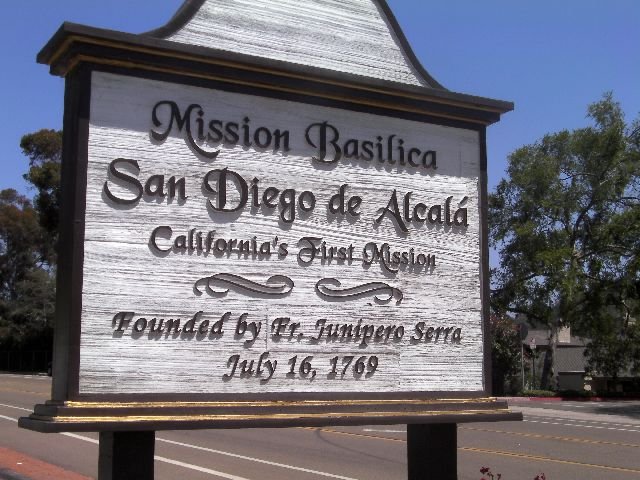 Mission Basilica
San Diego de Alcalá
California's First Mission
Founded by Fr. Junipero Serra
July 16, 1769